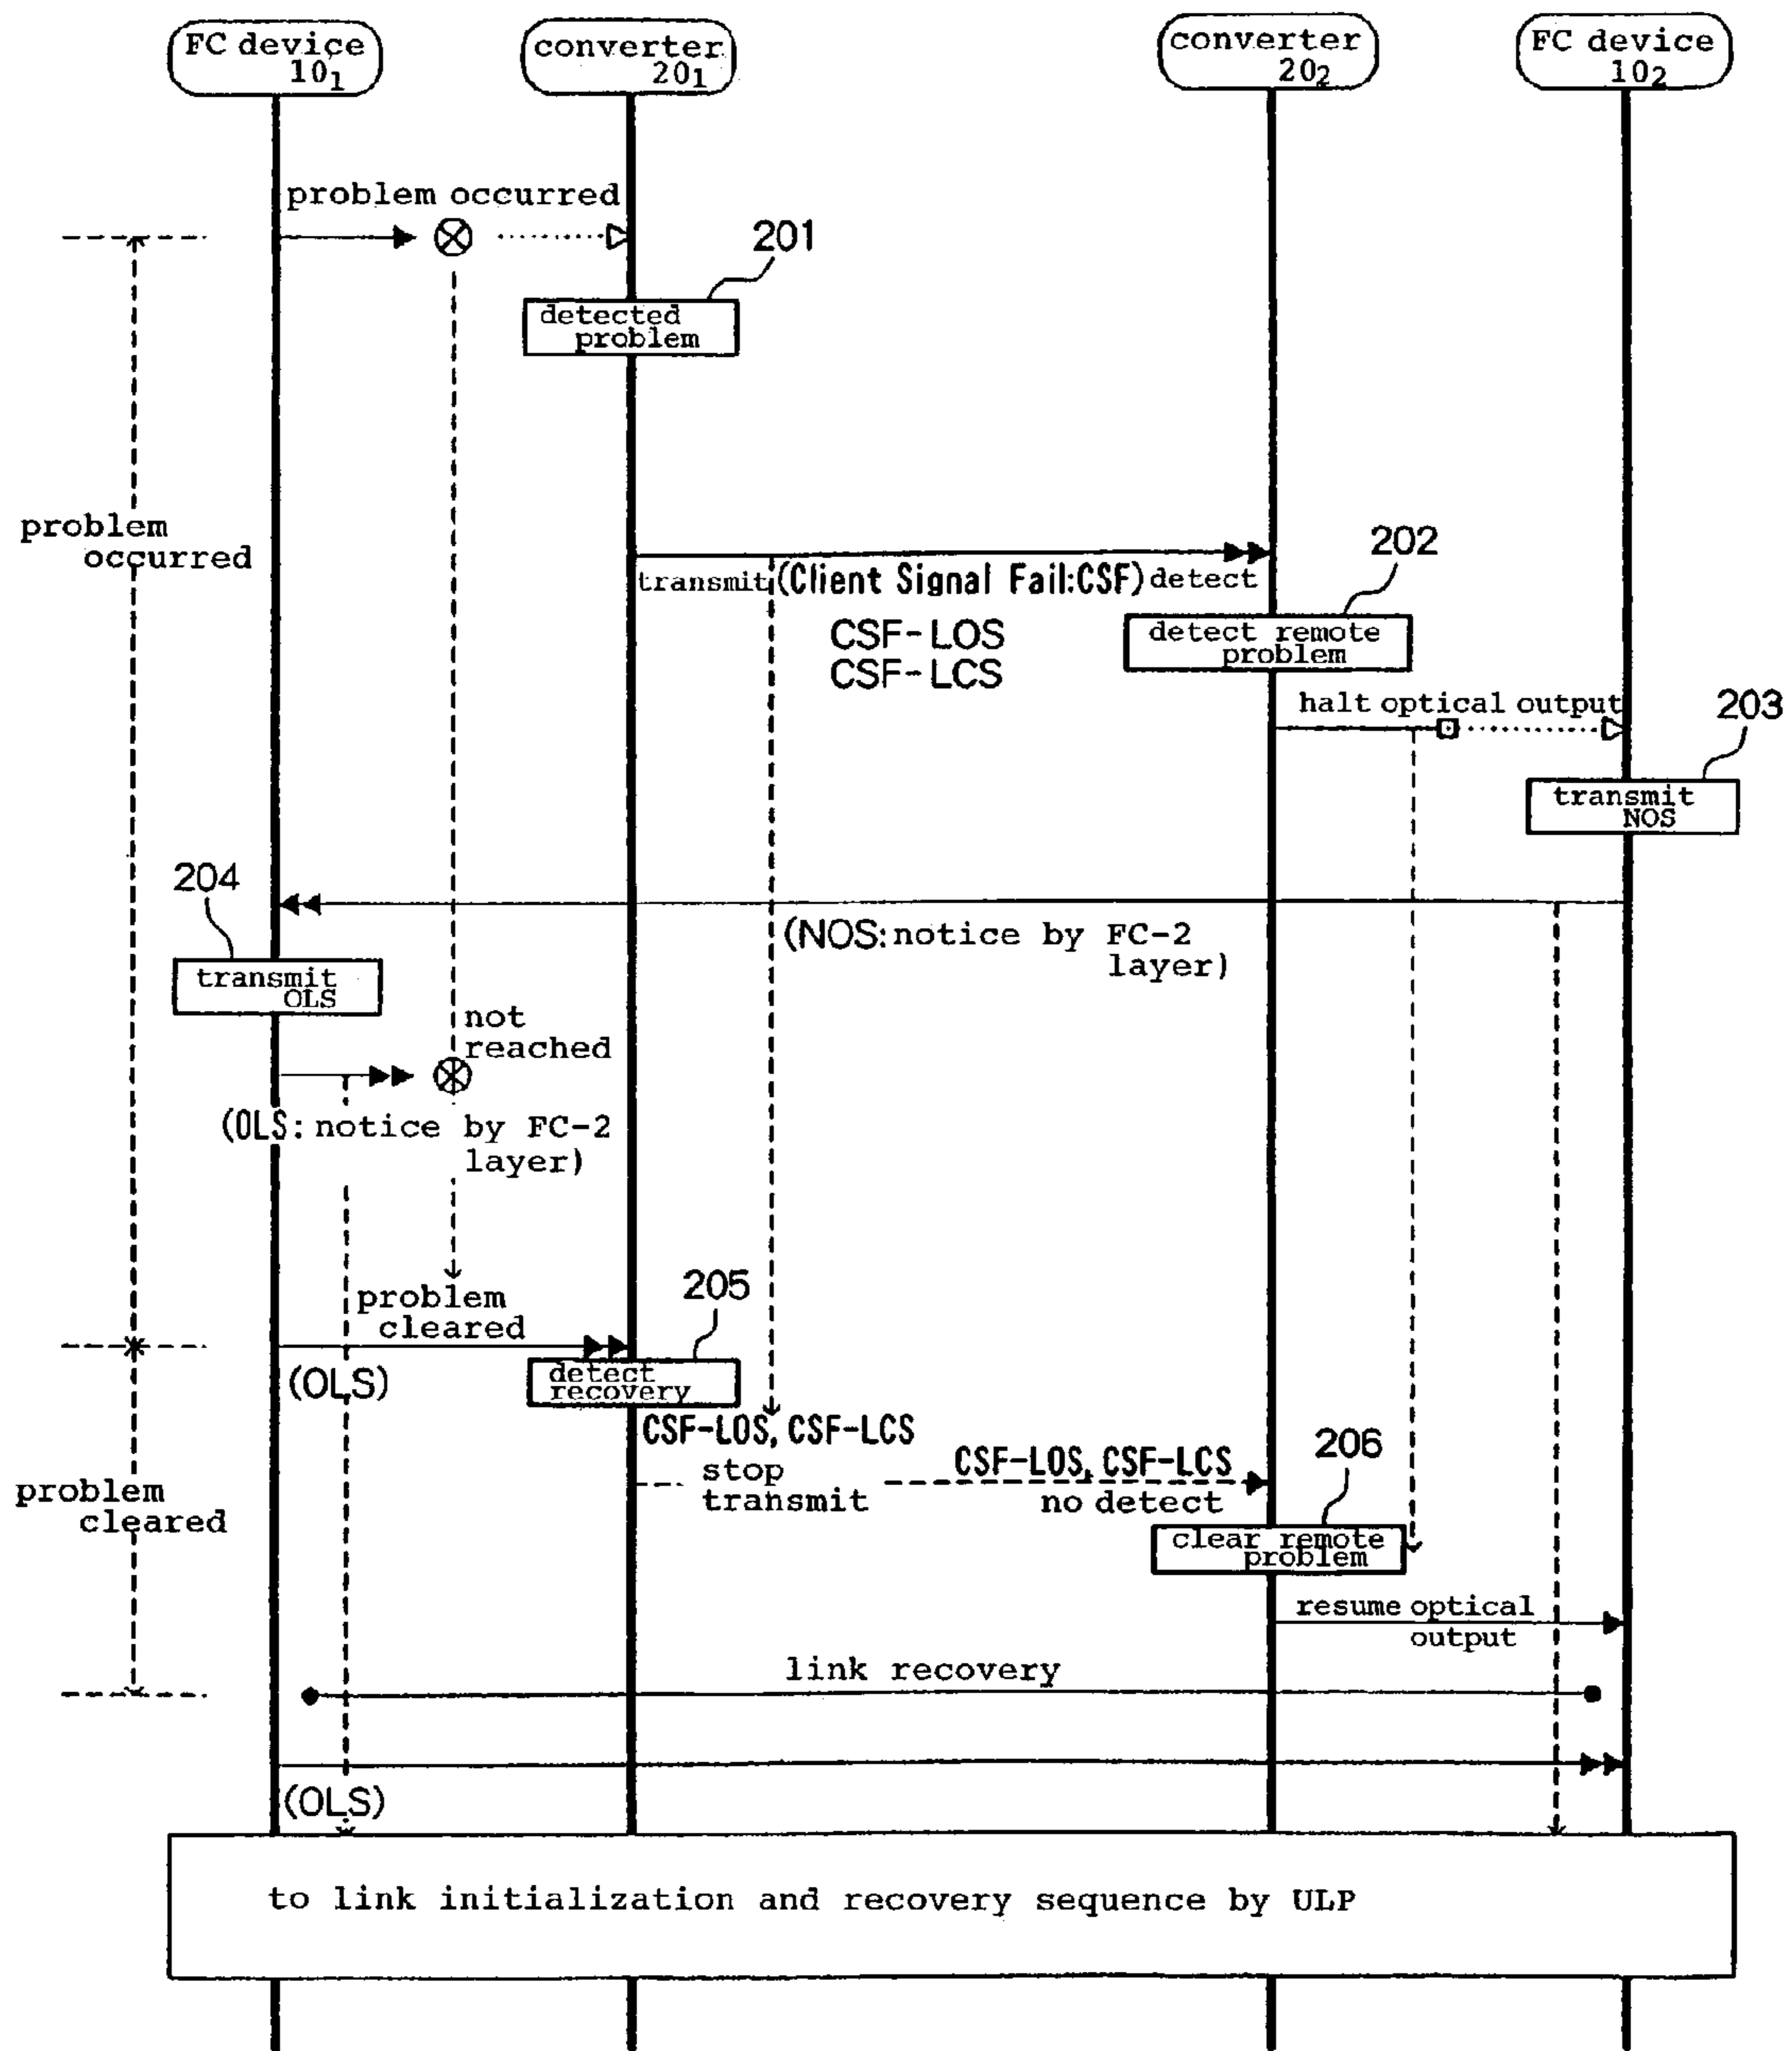 FC device
10₁
converter
20₁
converter
20₂
FC device
10₂
problem occurred
201
detected
problem
problem
occurred
202
transmit (Client Signal Fail:CSF) detect
CSF-LOS
CSF-LCS
detect remote
problem
halt optical output
203
transmit
NOS
204
(NOS: notice by FC-2
layer)
transmit
OLS
not
reached
(OLS: notice by FC-2
layer)
205
problem
cleared
(OLS)
detect
recovery
CSF-LOS, CSF-LCS
stop
transmit
CSF-LOS, CSF-LCS
no detect
206
problem
cleared
clear remote
problem
resume optical
output
link recovery
(OLS)
to link initialization and recovery sequence by ULP